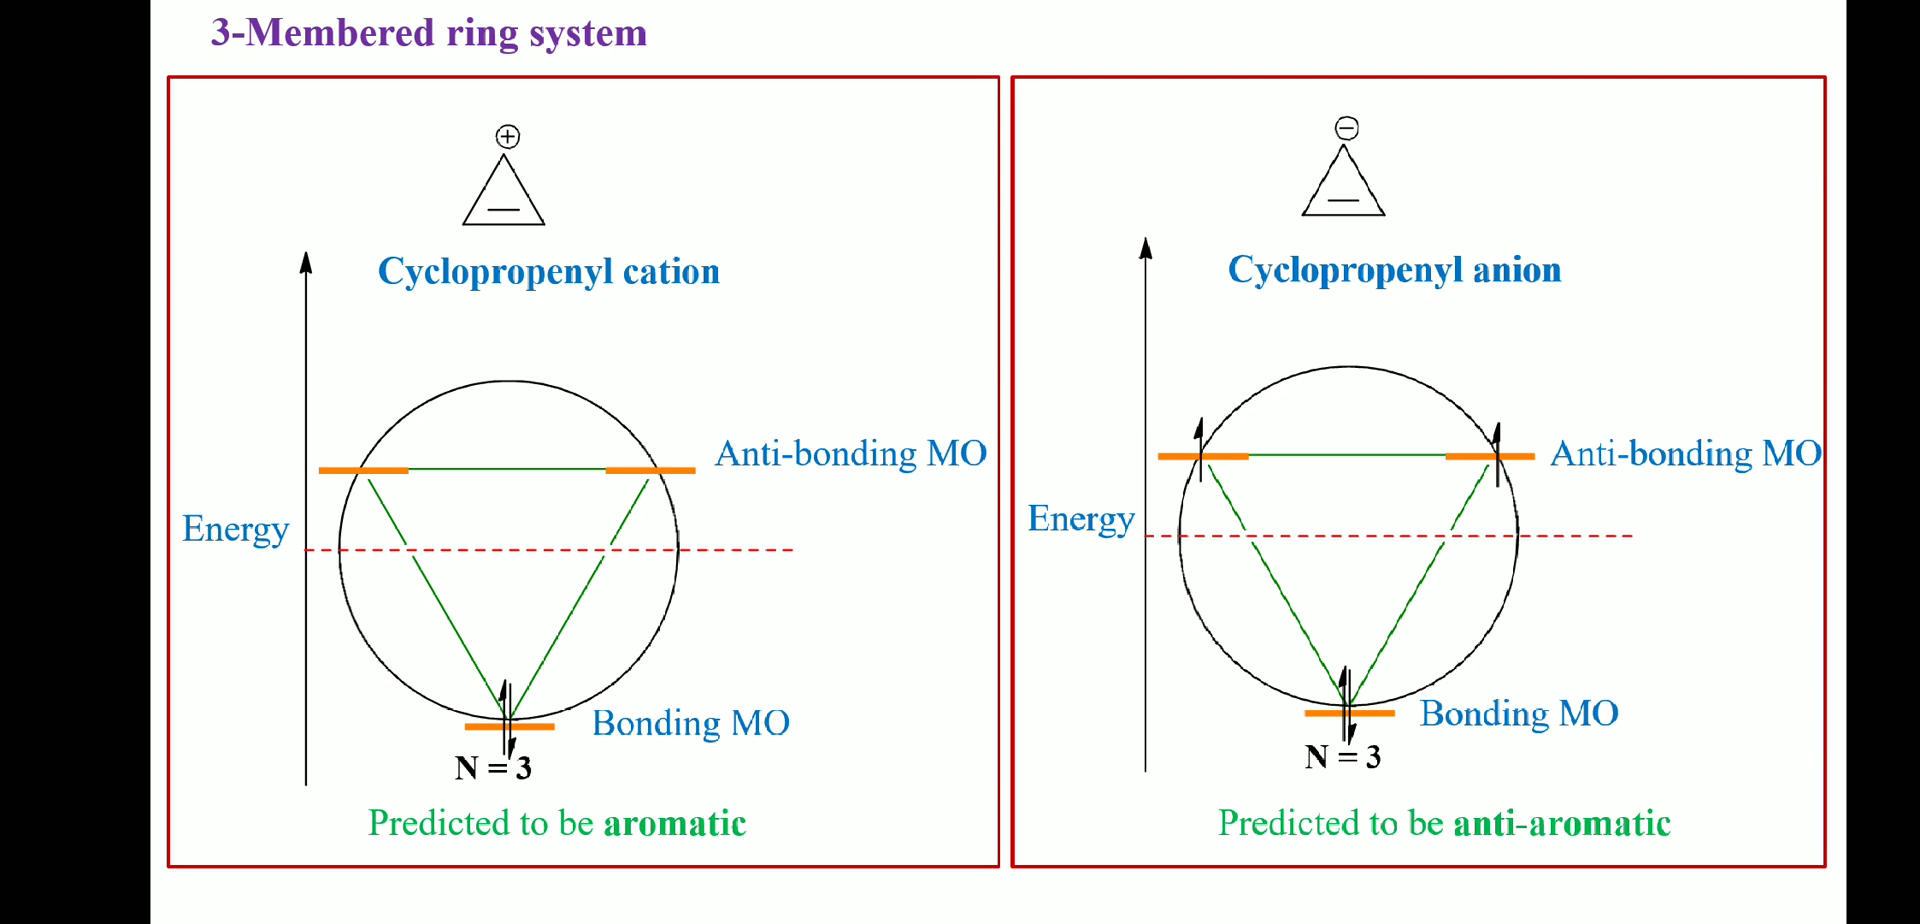 3-Membered ring system
+
Cyclopropenyl cation
Anti-bonding MO
Energy
Bonding MO
N = 3
Predicted to be aromatic
−
Cyclopropenyl anion
Anti-bonding MO
Energy
Bonding MO
N = 3
Predicted to be anti-aromatic